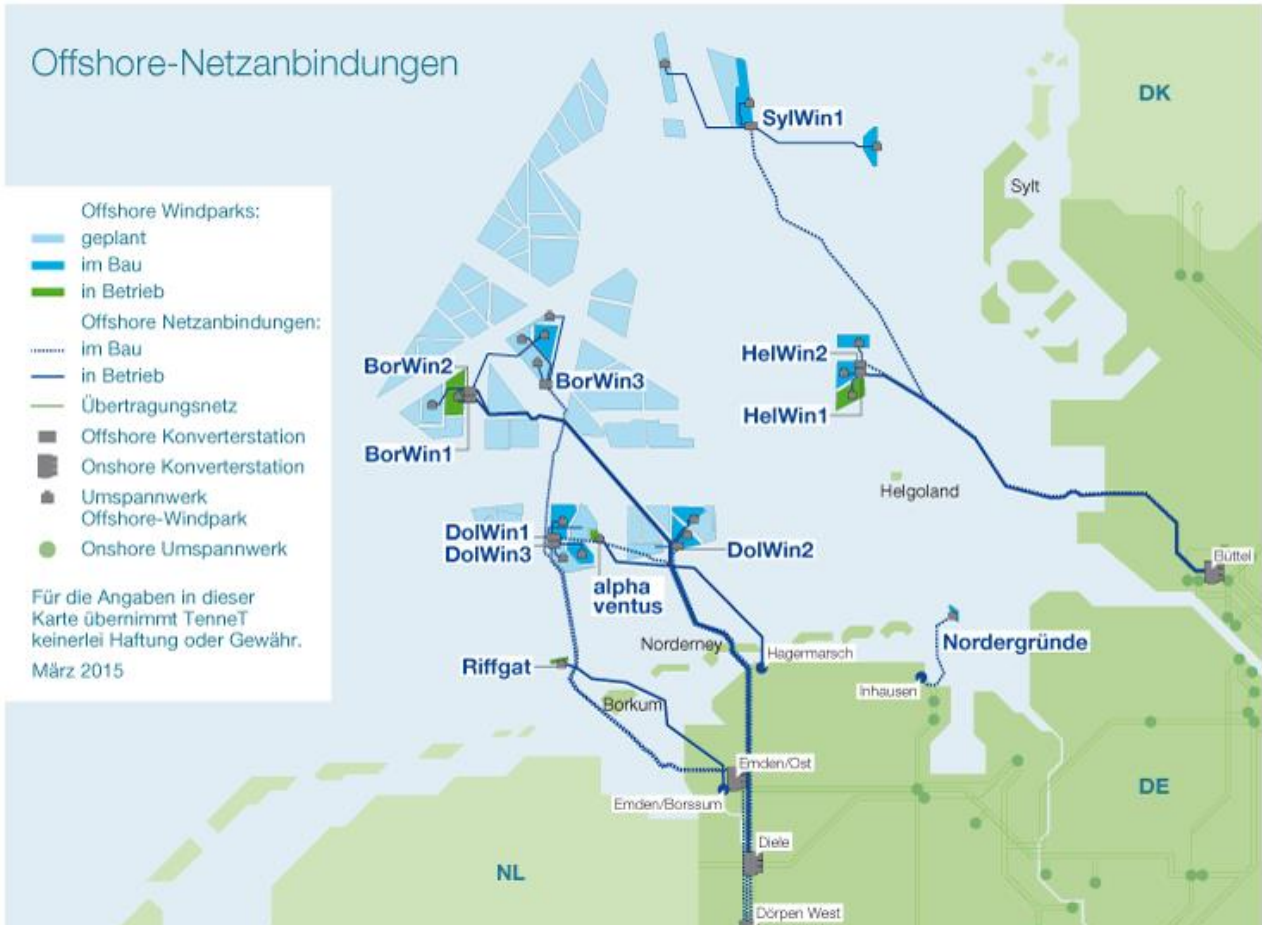 Offshore-Netzanbindungen
DK
SylWin1
Sylt
Offshore Windparks:
geplant
im Bau
in Betrieb
Offshore Netzanbindungen:
im Bau
in Betrieb
Übertragungsnetz
Offshore Konverterstation
Onshore Konverterstation
Umspannwerk
Offshore-Windpark
Onshore Umspannwerk
Für die Angaben in dieser
Karte übernimmt TenneT
keinerlei Haftung oder Gewähr.
März 2015
BorWin2
BorWin3
BorWin1
HelWin2
HelWin1
Helgoland
DolWin1
DolWin3
DolWin2
alpha
ventus
Büttel
Norderney
Hagermarsch
Nordergründe
Riffgat
Inhausen
Borkum
Emden/Ost
Emden/Borssum
DE
Diele
NL
Dörpen West